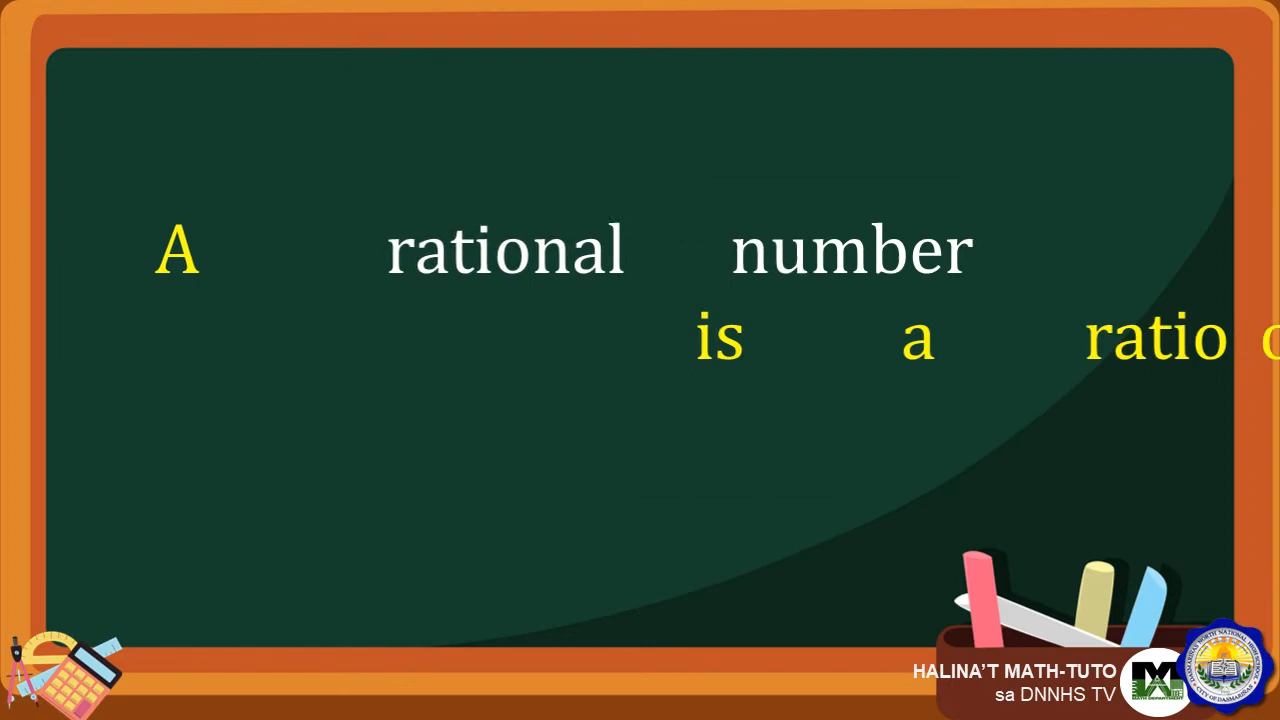 A rational number
is a ratio
HALINA'T MATH-TUTO
sa DNNHS TV